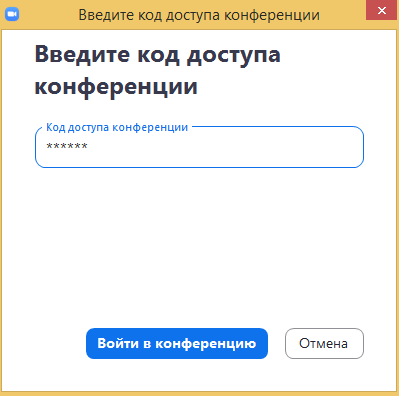 Введите код доступа конференции
Введите код доступа
конференции
Код доступа конференции
******
Войти в конференцию
Отмена